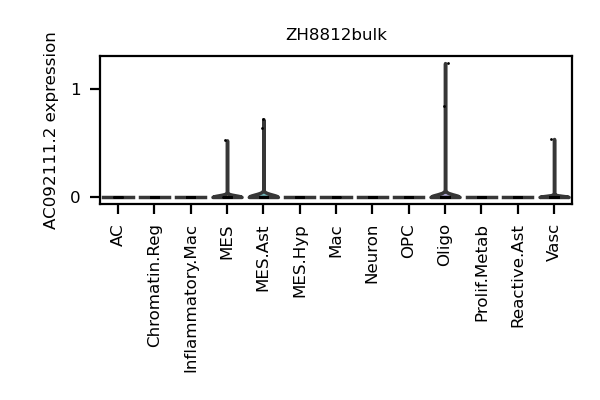 ZH8812bulk
AC092111.2 expression
1
0
AC
Chromatin.Reg
Inflammatory.Mac
MES
MES.Ast
MES.Hyp
Mac
Neuron
OPC
Oligo
Prolif.Metab
Reactive.Ast
Vasc